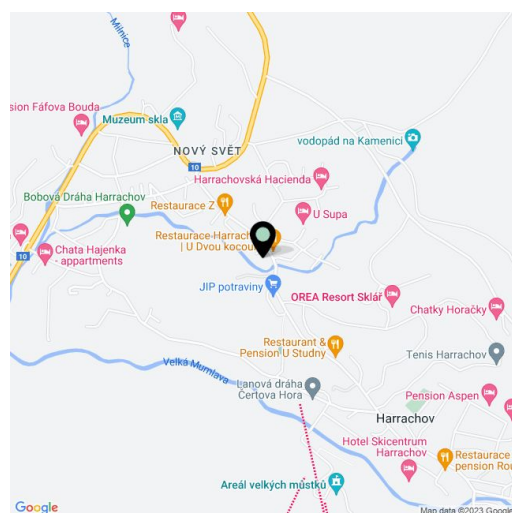 Milnice
sion Fáfova Bouda
Muzeum skla
NOVÝ SVĚT
10
vodopád na Kamenici
Harrachovská Hacienda
Bobová Dráha Harrachov
Restaurace Z
U Supa
Restaurace Harrach
| U Dvou kocou
10
Chata Hajenka
- appartments
JIP potraviny
OREA Resort Sklář
Chatky Horačky
Restaurant &
Pension U Studny
Tenis Harrachov
Velká Mumlava
Lanová dráha
Čertova Hora
Pension Aspen
Harrachov
Hotel Skicentrum
Harrachov
Restaurace
pension Rou
Areál velkých můstků
Google
Map data ©2023 Google